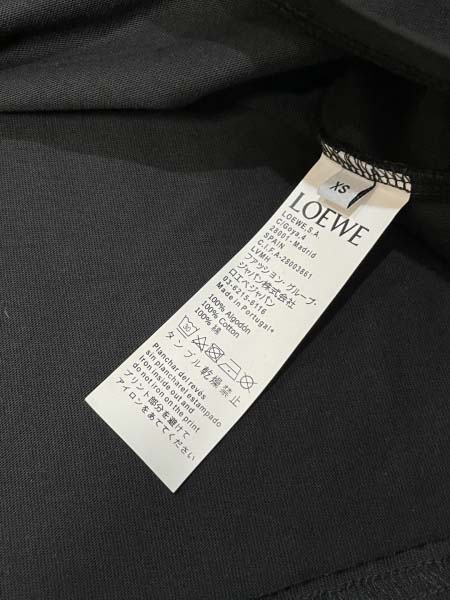 XS
LOEWE
LOEWE,S.A.
C/Goya,4
28001-Madrid
SPAIN
C.I.F.A-28003861
LVMH
ファッション・グループ・
ジャパン株式会社
ロエベジャパン
03-6215-6116
Made in Portugal+
100% Algodón
100% Cotton
100% 綿
30
タンブル乾燥禁止
Planchar del revés
sin planchar el estampado
Iron inside out and
do not iron on the print
プリント部分を避けて
アイロンをあててください